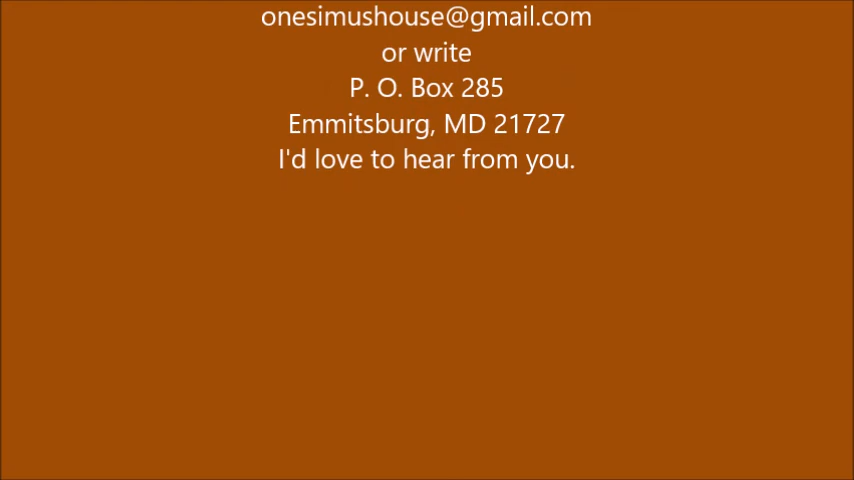 onesimushouse@gmail.com
or write
P. O. Box 285
Emmitsburg, MD 21727
I'd love to hear from you.